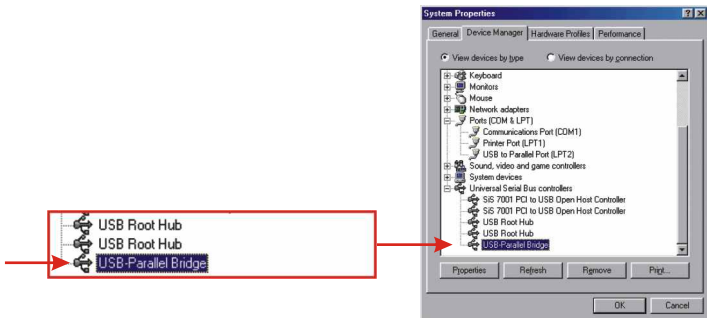 System Properties
General Device Manager Hardware Profiles Performance
View devices by type View devices by connection
Keyboard
Monitors
Mouse
Network adapters
Ports (COM & LPT)
Communications Port (COM1)
Printer Port (LPT1)
USB to Parallel Port (LPT2)
Sound, video and game controllers
System devices
Universal Serial Bus controllers
SiS 7001 PCI to USB Open Host Controller
SiS 7001 PCI to USB Open Host Controller
USB Root Hub
USB Root Hub
USB-Parallel Bridge
Properties Refresh Remove Print...
OK Cancel
USB Root Hub
USB Root Hub
USB-Parallel Bridge